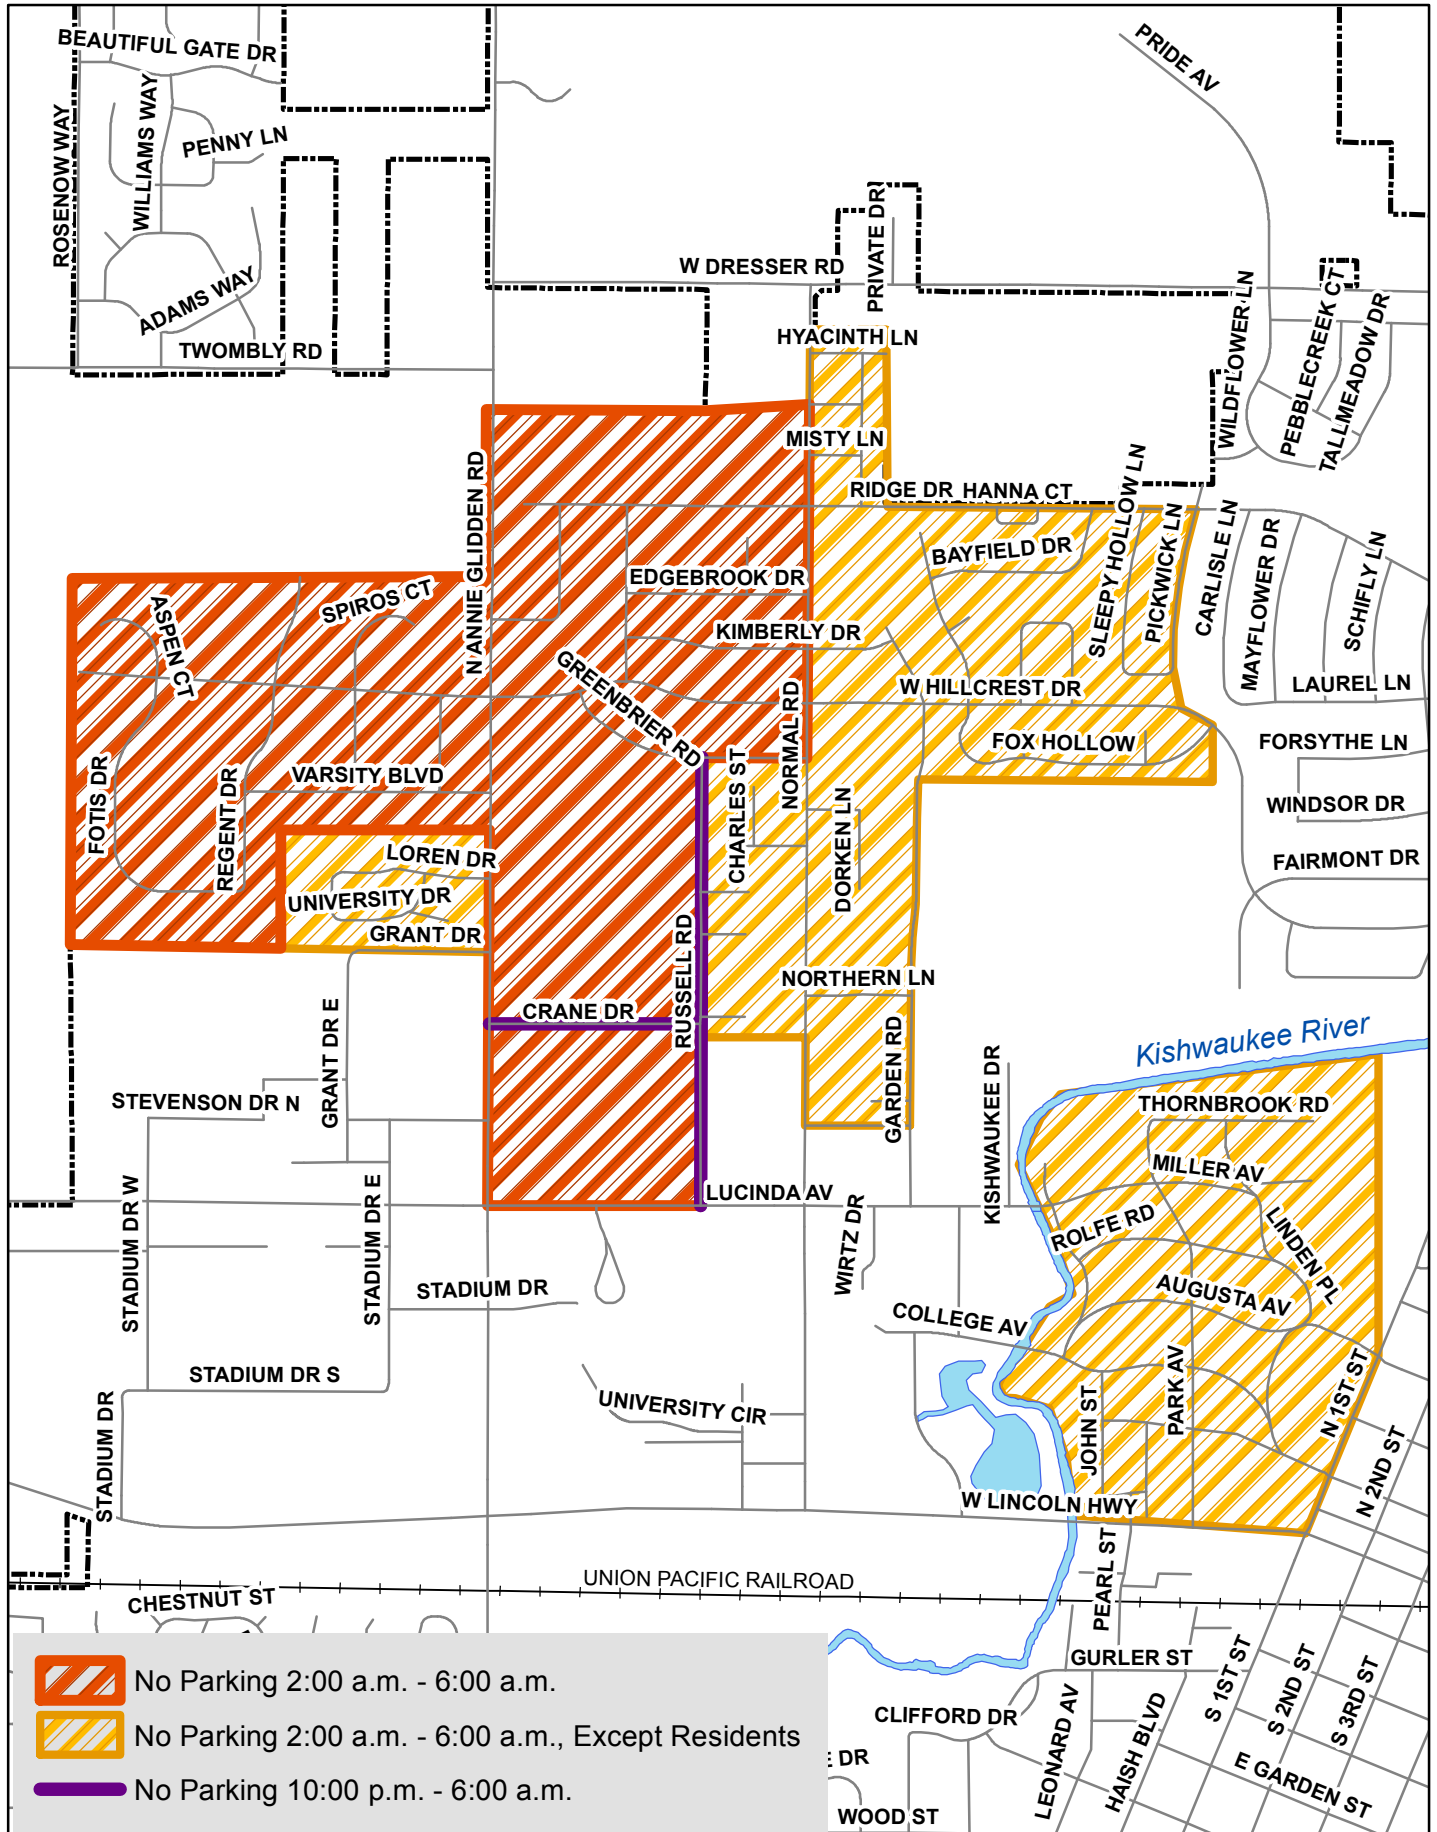 BEAUTIFUL GATE DR
PRIDE AV
ROSENOW WAY
WILLIAMS WAY
PENNY LN
PRIVATE DR
ADAMS WAY
W DRESSER RD
TWOMBLY RD
HYACINTH LN
WILDFLOWER LN
PEBBLECREEK CT
TALLMEADOW DR
MISTY LN
N ANNIE GLIDDEN RD
RIDGE DR
HANNA CT
SLEEPY HOLLOW LN
PICKWICK LN
CARLISLE LN
MAYFLOWER DR
SCHIFLY LN
BAYFIELD DR
EDGEBROOK DR
SPIROS CT
ASPEN CT
KIMBERLY DR
GREENBRIER RD
NORMAL RD
W HILLCREST DR
LAUREL LN
FOX HOLLOW
FORSYTHE LN
FOTIS DR
REGENT DR
VARSITY BLVD
CHARLES ST
DORKEN LN
WINDSOR DR
LOREN DR
FAIRMONT DR
UNIVERSITY DR
GRANT DR
RUSSELL RD
NORTHERN LN
CRANE DR
GRANT DR E
GARDEN RD
KISHWAUKEE DR
Kishwaukee River
STEVENSON DR N
THORNBROOK RD
MILLER AV
STADIUM DR W
STADIUM DR E
LUCINDA AV
WIRTZ DR
ROLFE RD
LINDEN PL
STADIUM DR
AUGUSTA AV
COLLEGE AV
STADIUM DR S
UNIVERSITY CIR
JOHN ST
PARK AV
N 1ST ST
N 2ND ST
STADIUM DR
W LINCOLN HWY
PEARL ST
UNION PACIFIC RAILROAD
CHESTNUT ST
GURLER ST
S 1ST ST
S 2ND ST
S 3RD ST
CLIFFORD DR
LEONARD AV
HAISH BLVD
E GARDEN ST
E DR
WOOD ST
No Parking 2:00 a.m. - 6:00 a.m.
No Parking 2:00 a.m. - 6:00 a.m., Except Residents
No Parking 10:00 p.m. - 6:00 a.m.